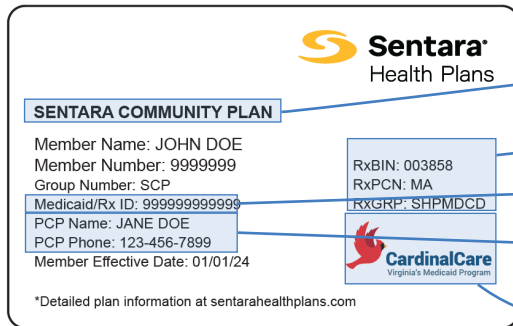 Sentara
Health Plans
SENTARA COMMUNITY PLAN
Member Name: JOHN DOE
Member Number: 9999999
Group Number: SCP
Medicaid/Rx ID: 999999999999
PCP Name: JANE DOE
PCP Phone: 123-456-7899
Member Effective Date: 01/01/24
RxBIN: 003858
RxPCN: MA
RxGRP: SHPMDCD
CardinalCare
Virginia's Medicaid Program
*Detailed plan information at sentarahealthplans.com